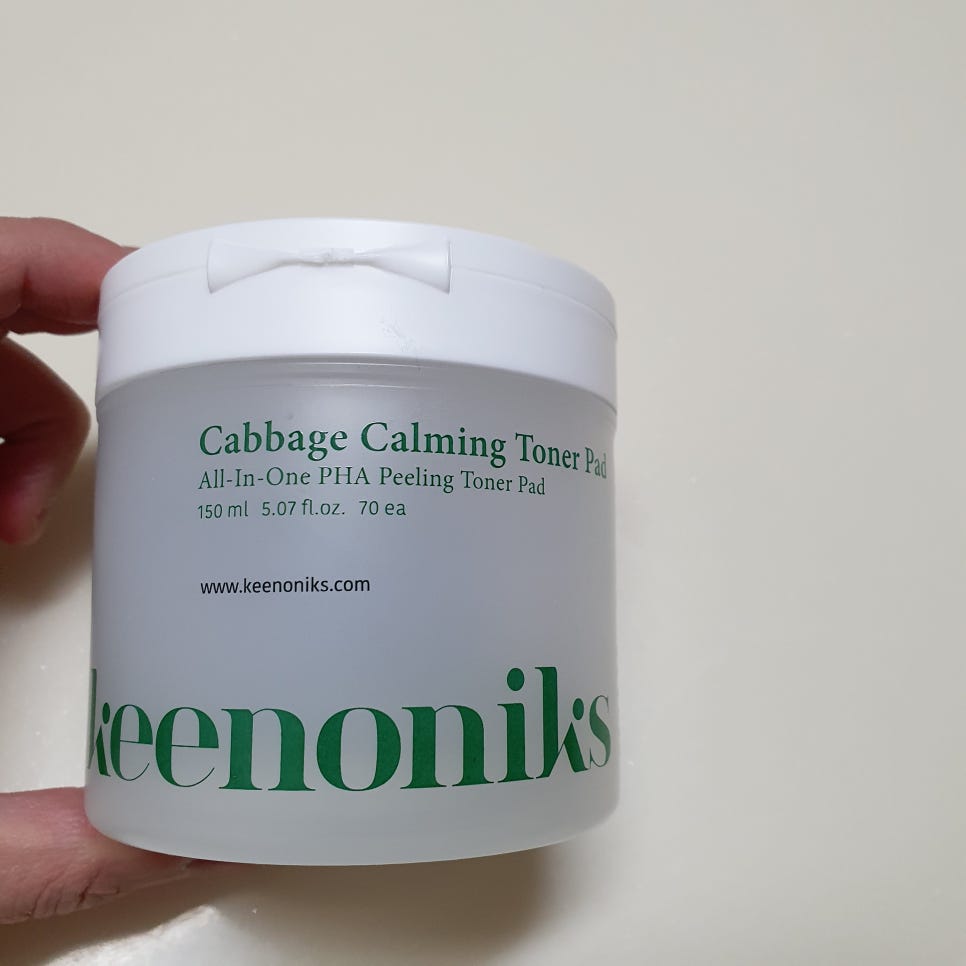 Cabbage Calming Toner Pad
All-In-One PHA Peeling Toner Pad
150 ml 5.07 fl.oz. 70 ea
www.keenoniks.com
keenoniks